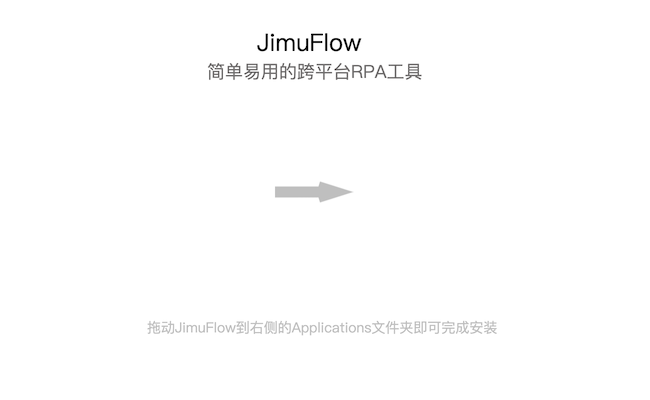 JimuFlow
简单易用的跨平台RPA工具
拖动JimuFlow到右侧的Applications文件夹即可完成安装